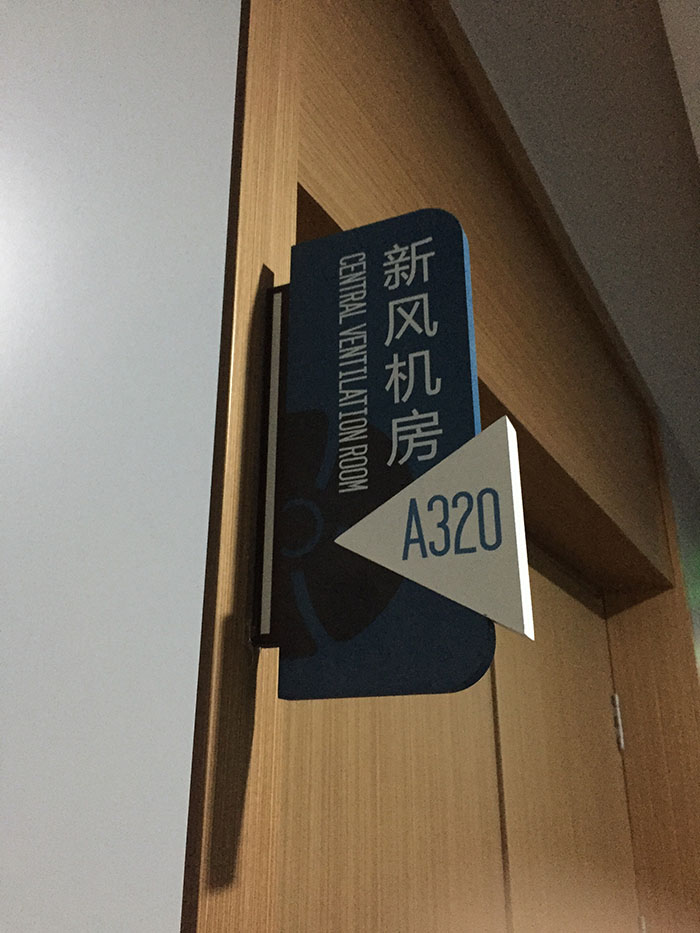 新风机房
CENTRAL VENTILATION ROOM
A320